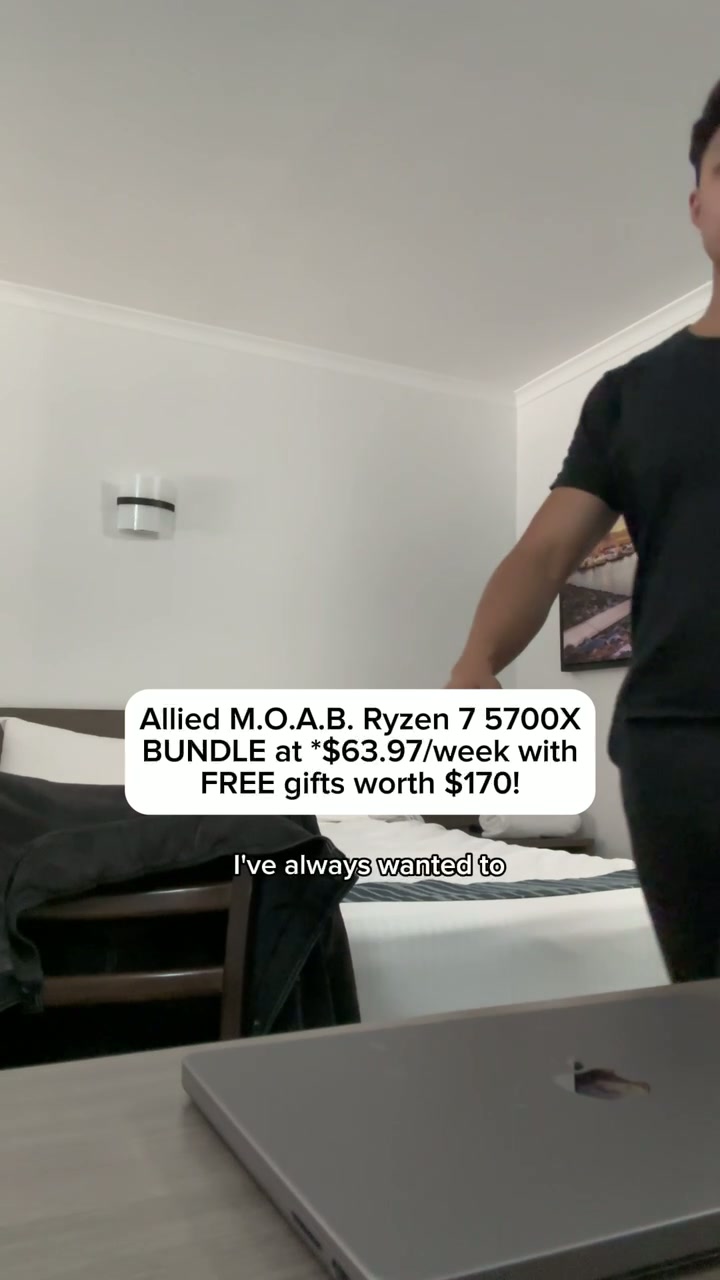 Allied M.O.A.B. Ryzen 7 5700X
BUNDLE at *$63.97/week with
FREE gifts worth $170!
I've always wanted to